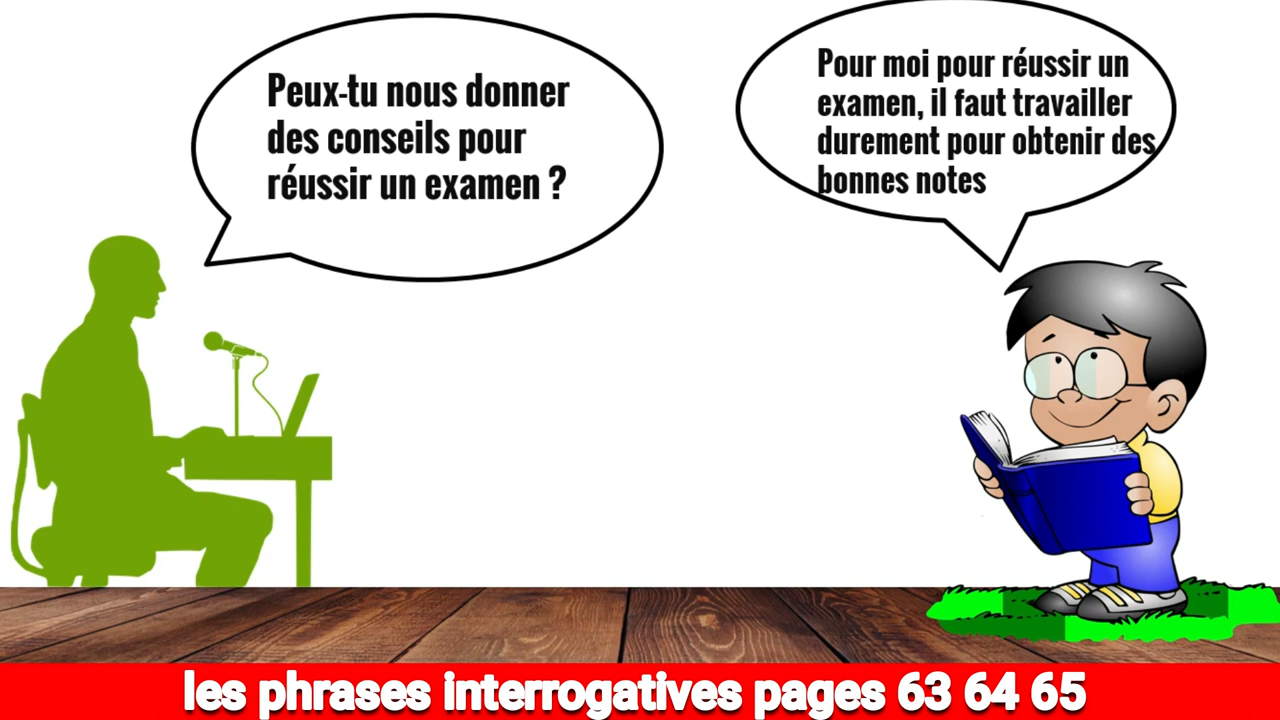 Peux-tu nous donner
des conseils pour
réussir un examen ?
Pour moi pour réussir un
examen, il faut travailler
durement pour obtenir des
bonnes notes
les phrases interrogatives pages 63 64 65